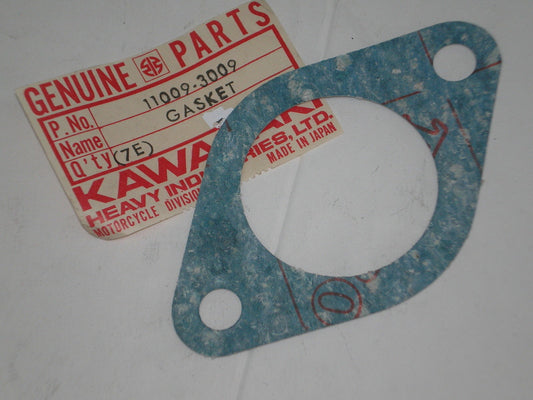 GENUINE PARTS
P.No. 11009-3009
Name GASKET
Q'ty (7E)
KAWASAKI
HEAVY INDUSTRIES, LTD.
MOTORCYCLE DIVISION MADE IN JAPAN